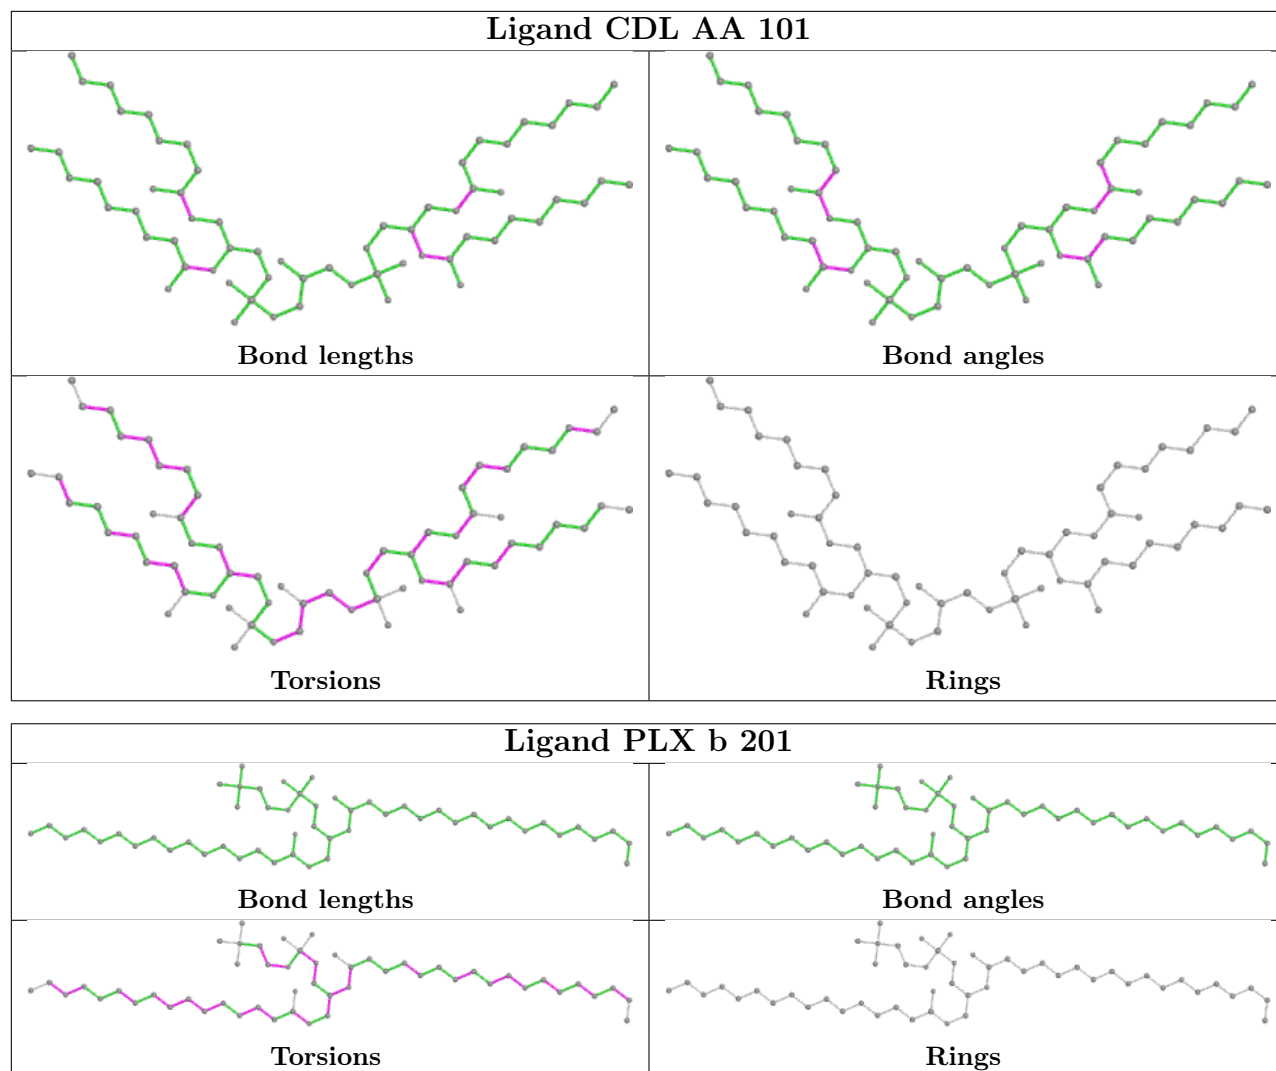 Ligand CDL AA 101
Bond lengths
Bond angles
Torsions
Rings
Ligand PLX b 201
Bond lengths
Bond angles
Torsions
Rings